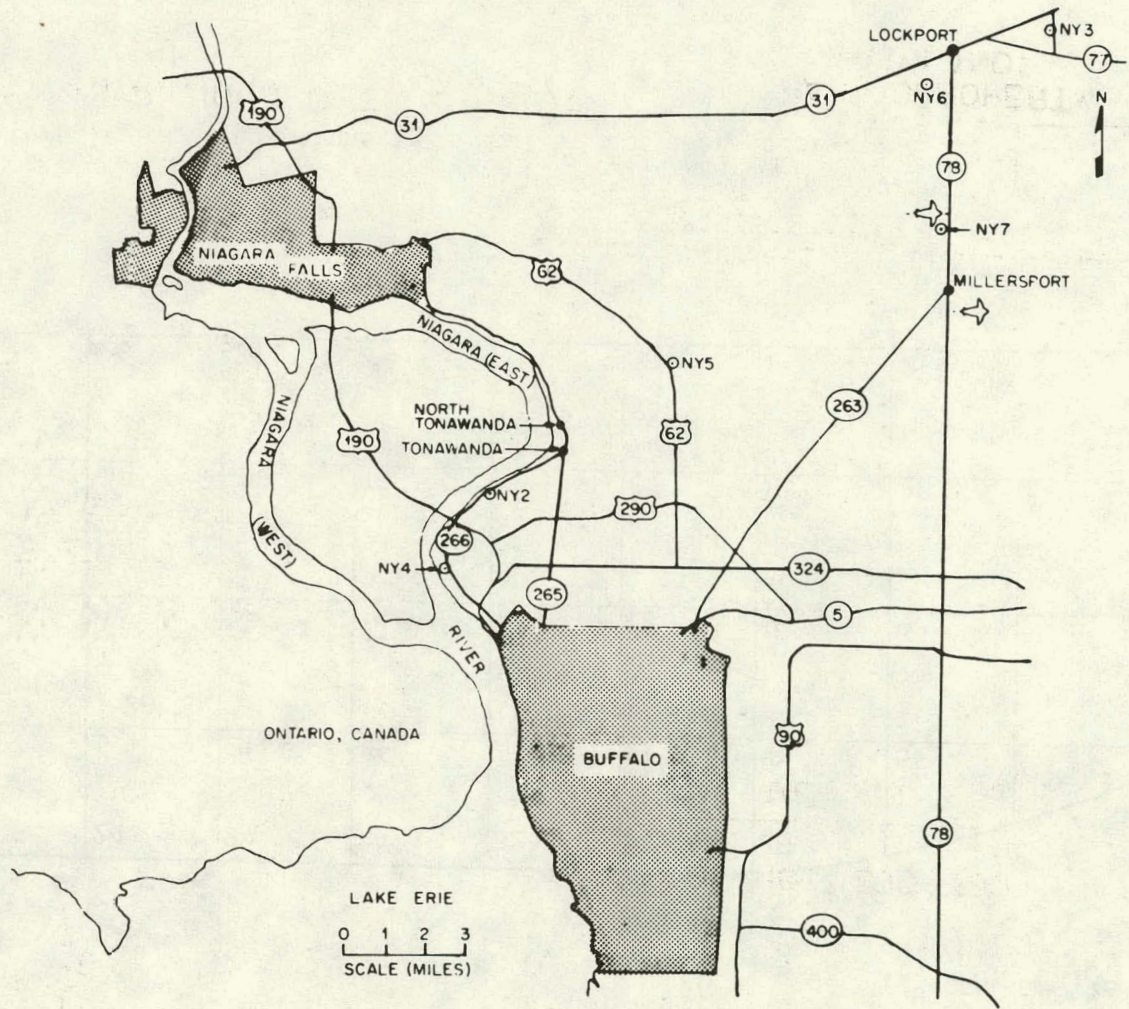 LOCKPORT
NY3
77
N
190
31
31
NY6
78
NY7
NIAGARA
FALLS
62
MILLERSPORT
NIAGARA (EAST)
NY5
263
NIAGARA
(WEST)
NORTH
TONAWANDA
TONAWANDA
190
62
NY2
290
266
NY4
324
265
5
RIVER
ONTARIO, CANADA
BUFFALO
90
78
LAKE ERIE
0 1 2 3
SCALE (MILES)
400